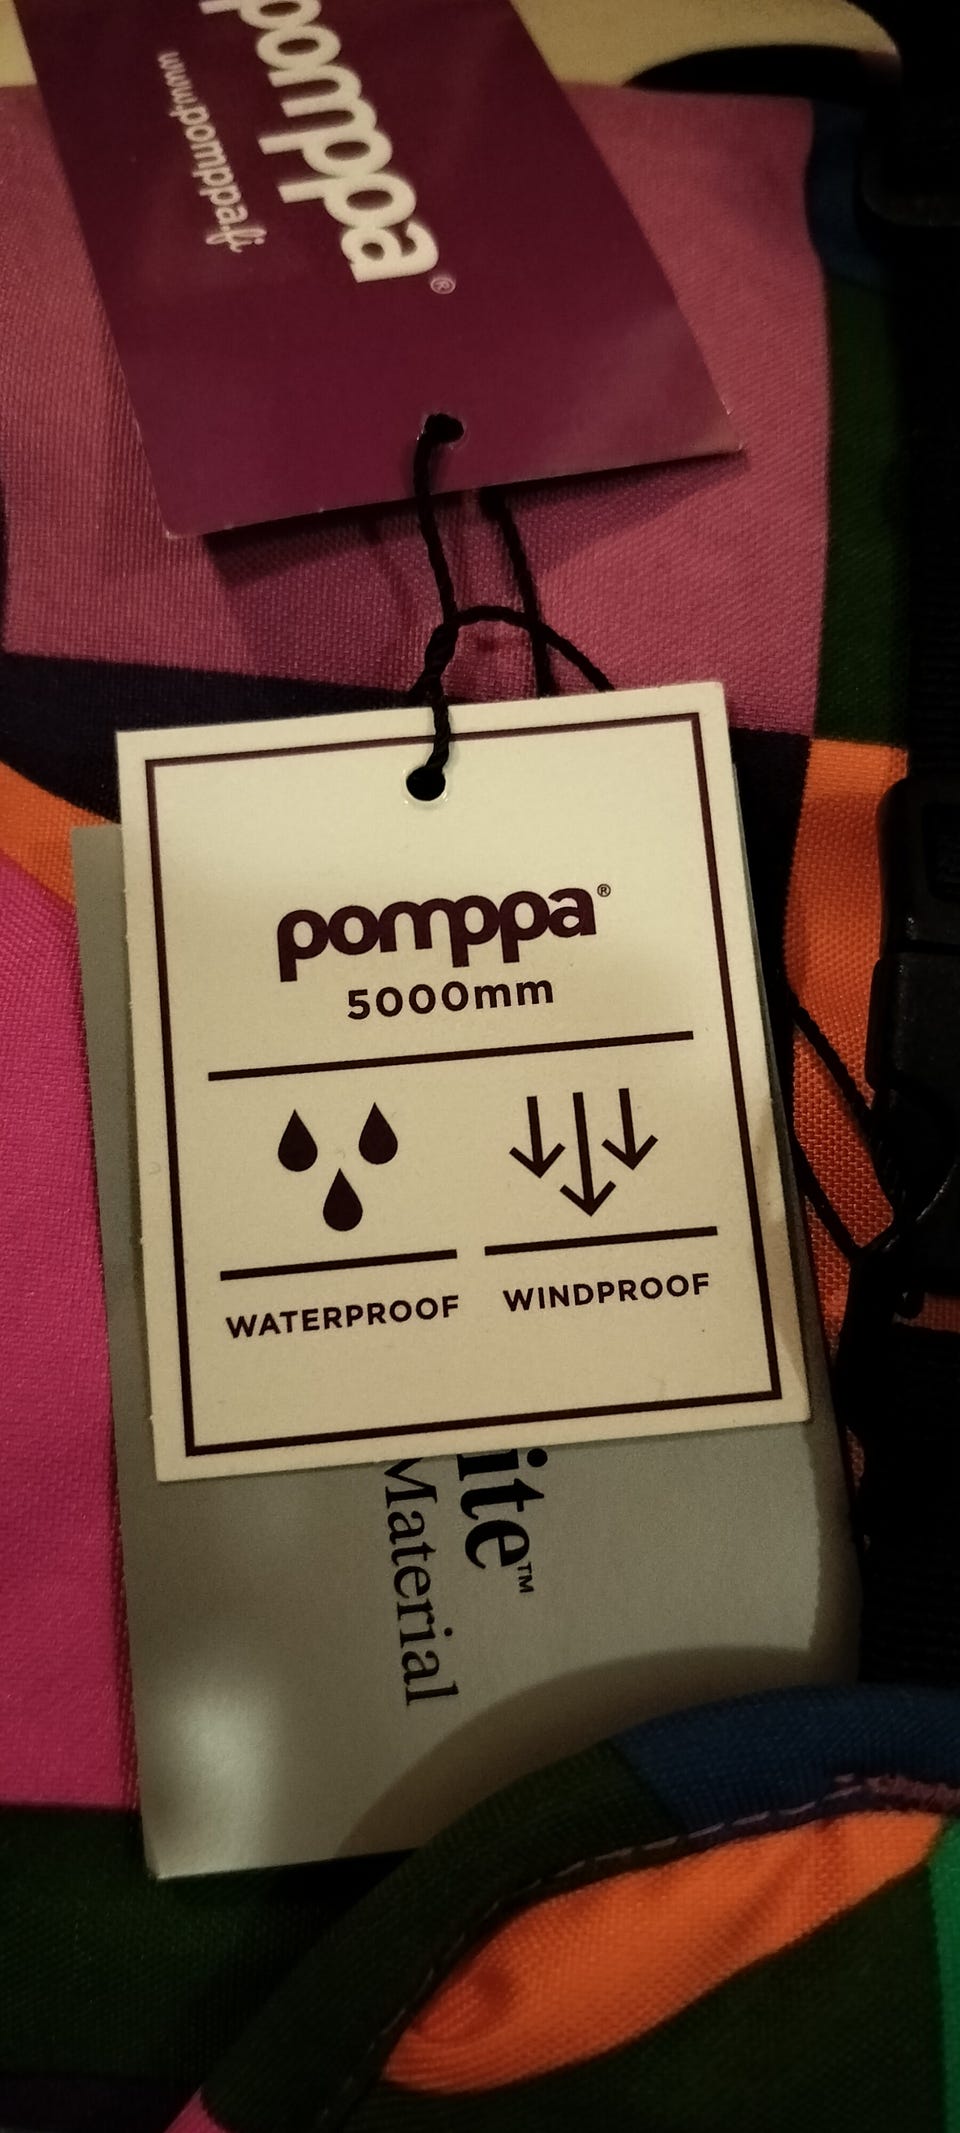 pomppa®
www.pomppa.fi
pomppa®
5000mm
WATERPROOF
WINDPROOF
ite™
Material